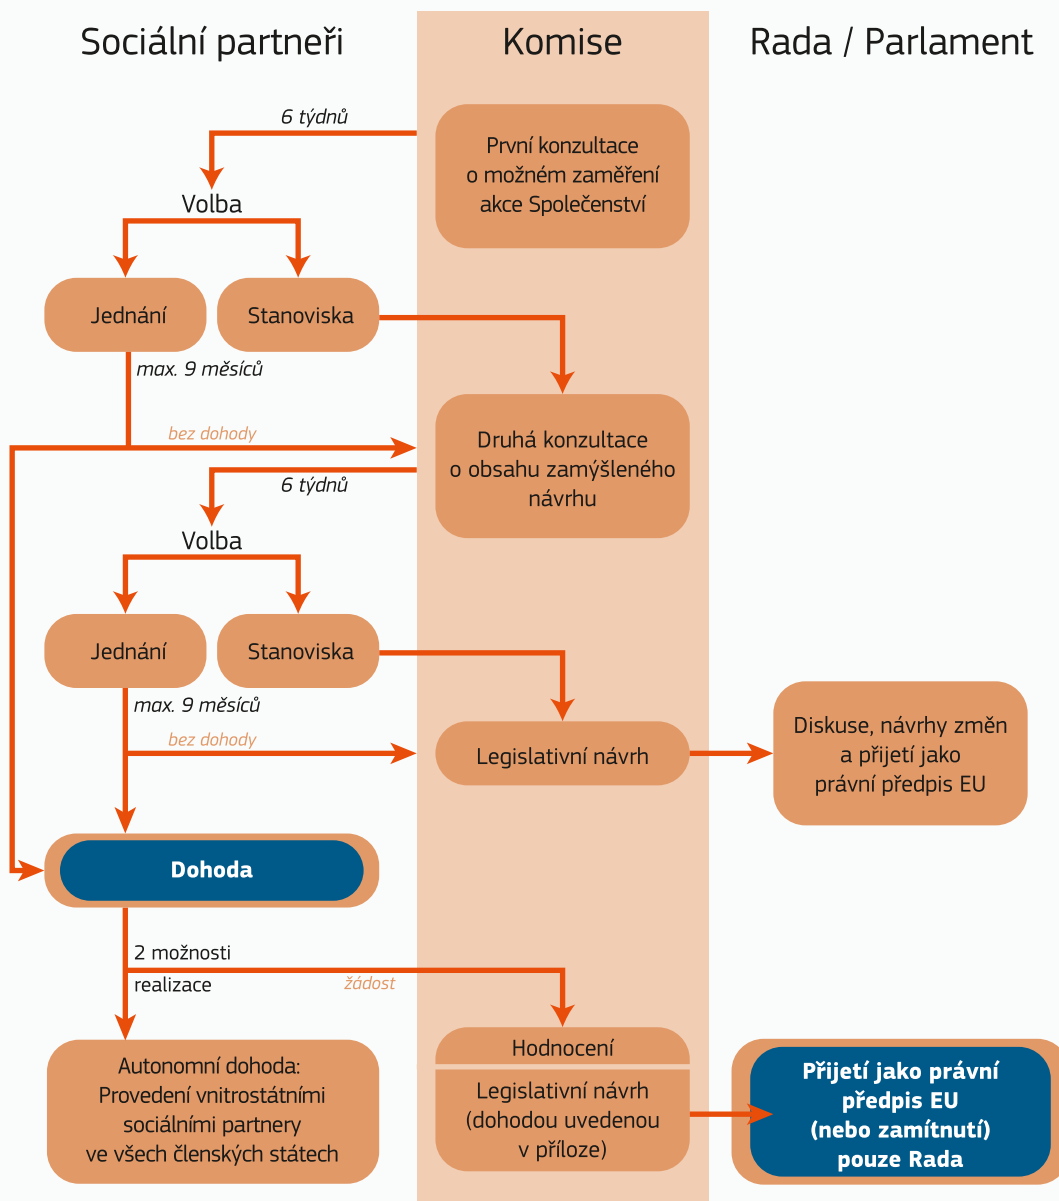 Sociální partneři
Komise
Rada / Parlament
6 týdnů
První konzultace
o možném zaměření
akce Společenství
Volba
Jednání
Stanoviska
max. 9 měsíců
bez dohody
Druhá konzultace
o obsahu zamýšleného
návrhu
6 týdnů
Volba
Jednání
Stanoviska
max. 9 měsíců
bez dohody
Legislativní návrh
Diskuse, návrhy změn
a přijetí jako
právní předpis EU
Dohoda
2 možnosti
realizace
žádost
Autonomní dohoda:
Provedení vnitrostátními
sociálními partnery
ve všech členských státech
Hodnocení
Legislativní návrh
(dohodou uvedenou
v příloze)
Přijetí jako právní
předpis EU
(nebo zamítnutí)
pouze Rada